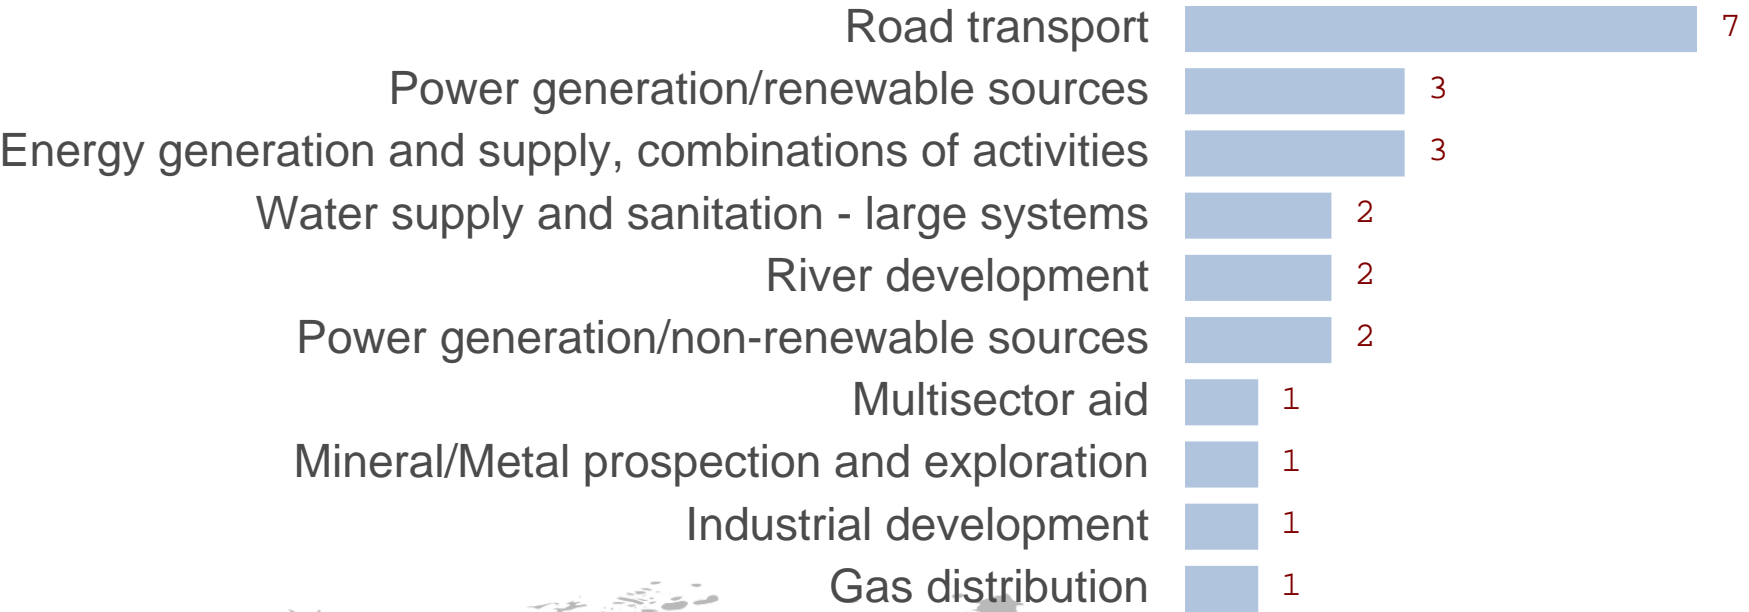 Road transport 7
Power generation/renewable sources 3
Energy generation and supply, combinations of activities 3
Water supply and sanitation - large systems 2
River development 2
Power generation/non-renewable sources 2
Multisector aid 1
Mineral/Metal prospection and exploration 1
Industrial development 1
Gas distribution 1